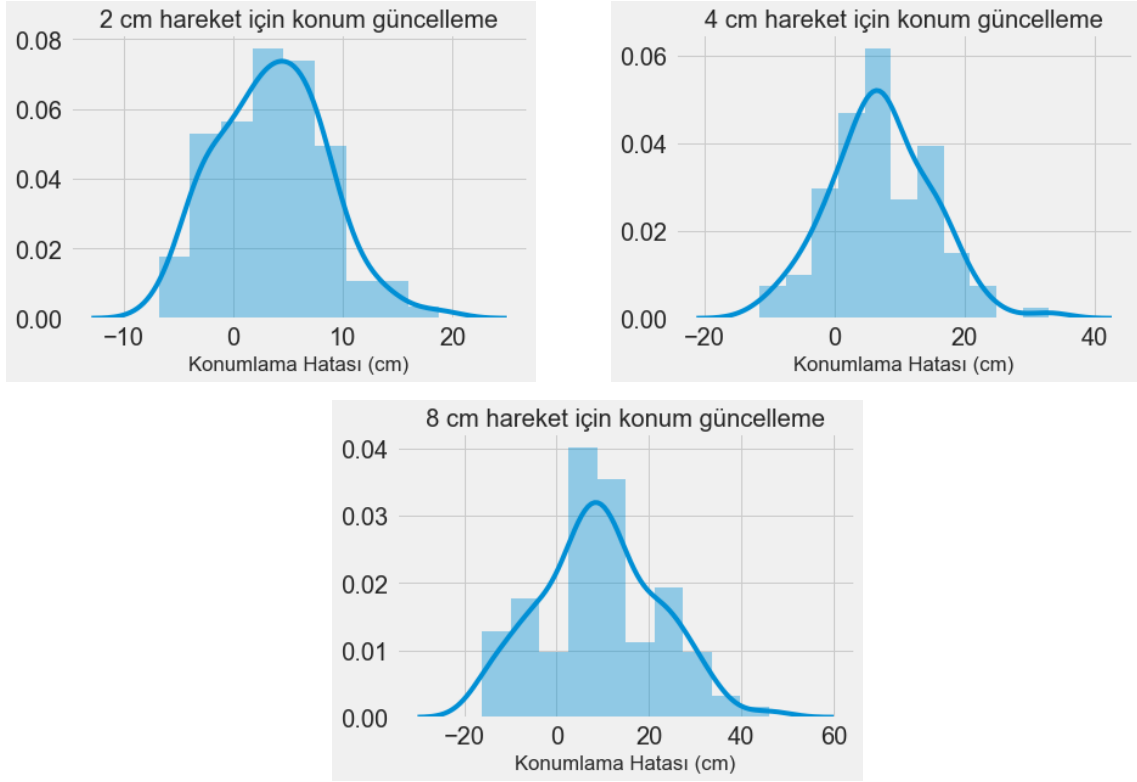 2 cm hareket için konum güncelleme
0.08
0.06
0.04
0.02
0.00
−10 0 10 20
Konumlama Hatası (cm)
4 cm hareket için konum güncelleme
0.06
0.04
0.02
0.00
−20 0 20 40
Konumlama Hatası (cm)
8 cm hareket için konum güncelleme
0.04
0.03
0.02
0.01
0.00
−20 0 20 40 60
Konumlama Hatası (cm)